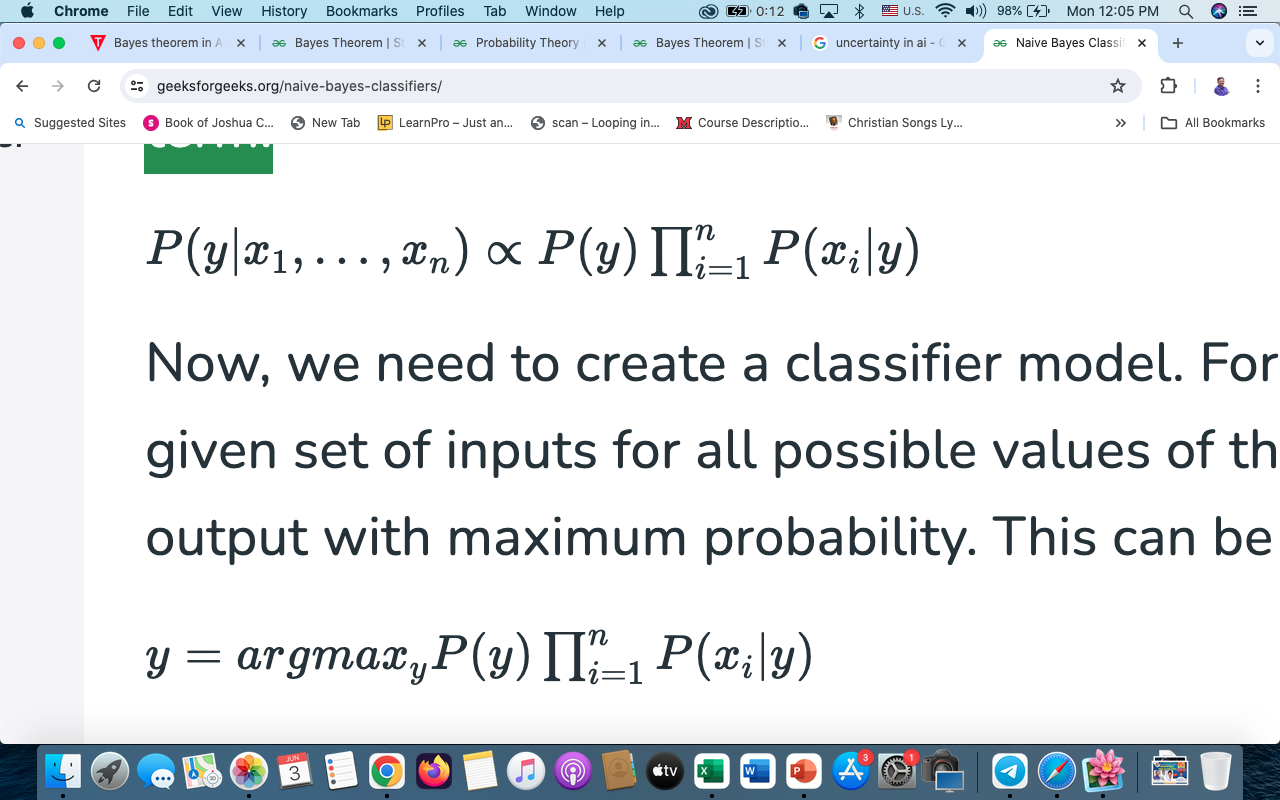 Chrome File Edit View History Bookmarks Profiles Tab Window Help 0:12 U.S. 98% Mon 12:05 PM
Bayes theorem in A Bayes Theorem | St Probability Theory Bayes Theorem | St uncertainty in ai - G Naive Bayes Classif
geeksforgeeks.org/naive-bayes-classifiers/
Suggested Sites Book of Joshua C... New Tab LearnPro – Just an... scan – Looping in... Course Descriptio... Christian Songs Ly... » All Bookmarks
P(y|x₁, . . . , xₙ) ∝ P(y) ∏ⁿᵢ₌₁ P(xᵢ|y)
Now, we need to create a classifier model. For
given set of inputs for all possible values of th
output with maximum probability. This can be
y = argmax_y P(y) ∏ⁿᵢ₌₁ P(xᵢ|y)
JUN
3
tv
3
1